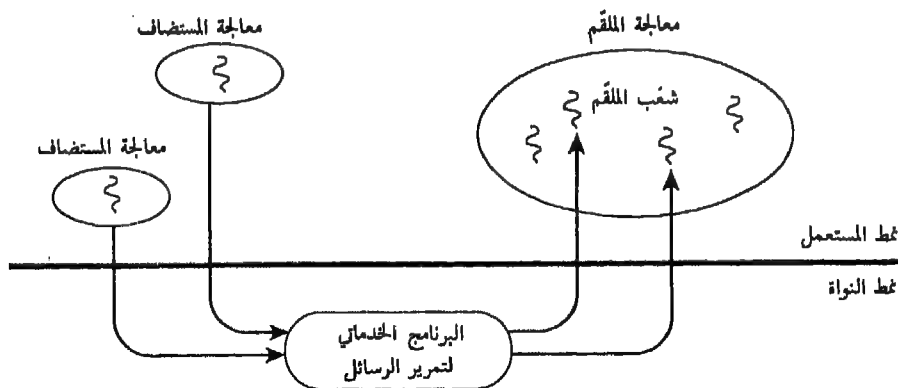 معالجة الملقّم
معالجة المستضاف
شعَب الملقّم
معالجة المستضاف
نمط المستعمل
نمط النواة
البرنامج الخدماتي
لتمرير الرسائل